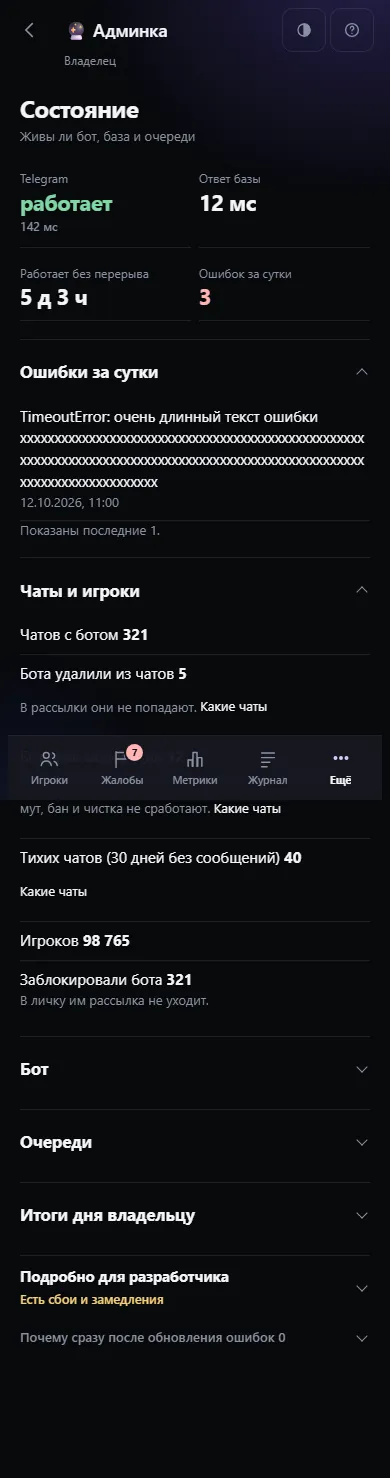 Админка
Владелец
Состояние
Живы ли бот, база и очереди
Telegram
работает
142 мс
Ответ базы
12 мс
Работает без перерыва
5 д 3 ч
Ошибок за сутки
3
Ошибки за сутки
TimeoutError: очень длинный текст ошибки
xxxxxxxxxxxxxxxxxxxxxxxxxxxxxxxxxxxxxxxxxxxxxxxxxx
xxxxxxxxxxxxxxxxxxxxxxxxxxxxxxxxxxxxxxxxxxxxxxxxxx
xxxxxxxxxxxxxxxxxxxx
12.10.2026, 11:00
Показаны последние 1.
Чаты и игроки
Чатов с ботом 321
Бота удалили из чатов 5
В рассылки они не попадают. Какие чаты
Игроки
7
Жалобы
Метрики
Журнал
Ещё
мут, бан и чистка не сработают. Какие чаты
Тихих чатов (30 дней без сообщений) 40
Какие чаты
Игроков 98 765
Заблокировали бота 321
В личку им рассылка не уходит.
Бот
Очереди
Итоги дня владельцу
Подробно для разработчика
Есть сбои и замедления
Почему сразу после обновления ошибок 0